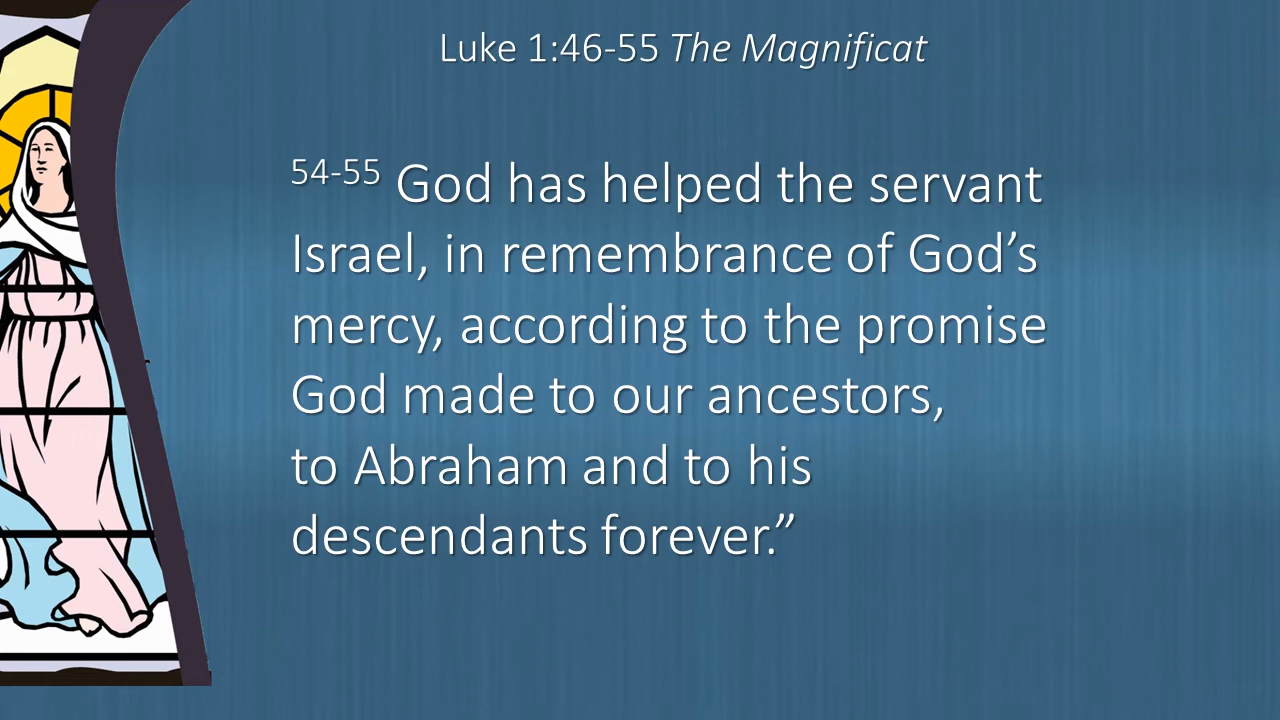 Luke 1:46-55 The Magnificat
54-55 God has helped the servant
Israel, in remembrance of God’s
mercy, according to the promise
God made to our ancestors,
to Abraham and to his
descendants forever.”